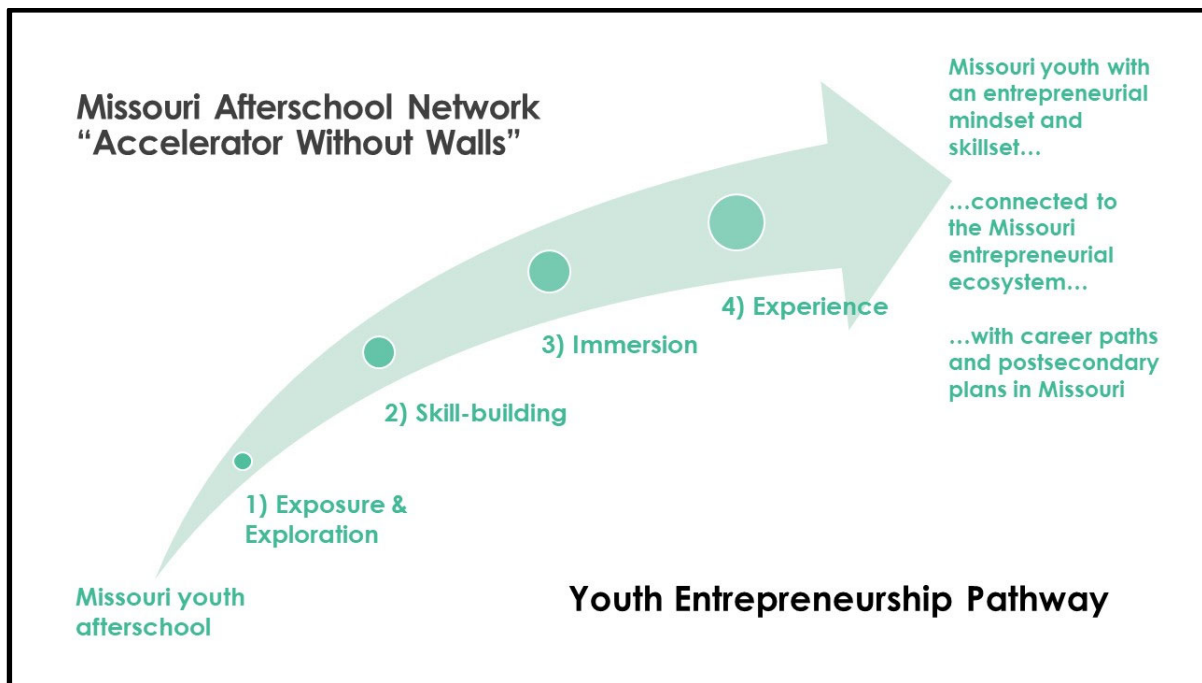 Missouri Afterschool Network
“Accelerator Without Walls”
Missouri youth
afterschool
1) Exposure &
Exploration
2) Skill-building
3) Immersion
4) Experience
Missouri youth with
an entrepreneurial
mindset and
skillset…
…connected to
the Missouri
entrepreneurial
ecosystem…
…with career paths
and postsecondary
plans in Missouri
Youth Entrepreneurship Pathway